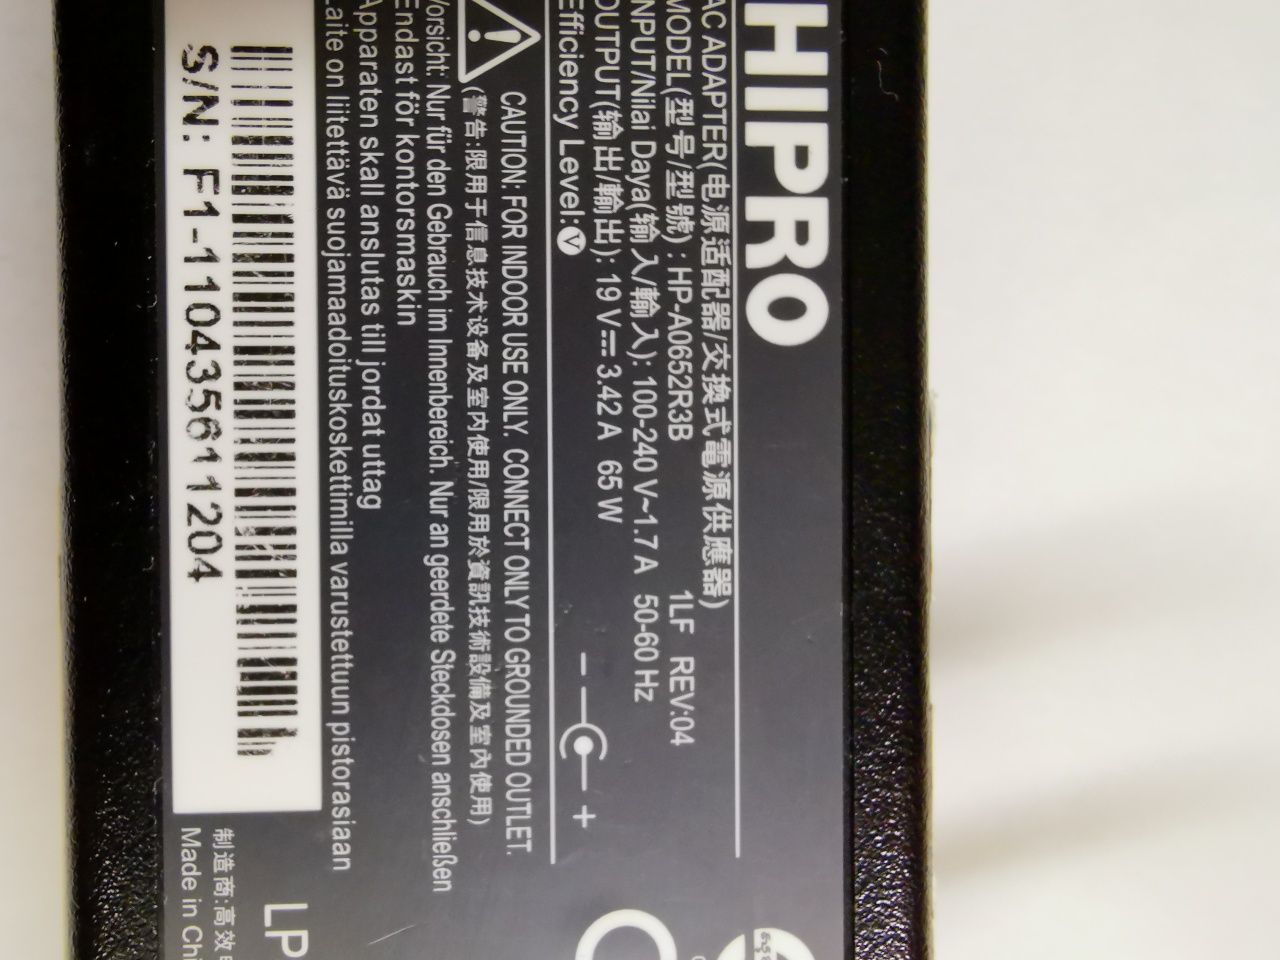 HIPRO
AC ADAPTER(电源适配器/交換式電源供應器)
MODEL(型号/型號) : HP-A0652R3B 1LF REV:04
INPUT/Nilai Daya(输入/輸入): 100-240 V~1.7 A 50-60 Hz
OUTPUT(输出/輸出): 19 V⎓3.42 A 65 W
Efficiency Level:Ⓥ
- +
CAUTION: FOR INDOOR USE ONLY. CONNECT ONLY TO GROUNDED OUTLET.
(警告:限用于信息技术设备及室内使用/限用於資訊技術設備及室內使用)
Vorsicht: Nur für den Gebrauch im Innenbereich. Nur an geerdete Steckdosen anschließen
Endast för kontorsmaskin
Apparaten skall anslutas till jordat uttag
Laite on liitettävä suojamaadoituskoskettimilla varustettuun pistorasiaan
S/N: F1-110435611204
LP
制造商:高效
Made in Chi